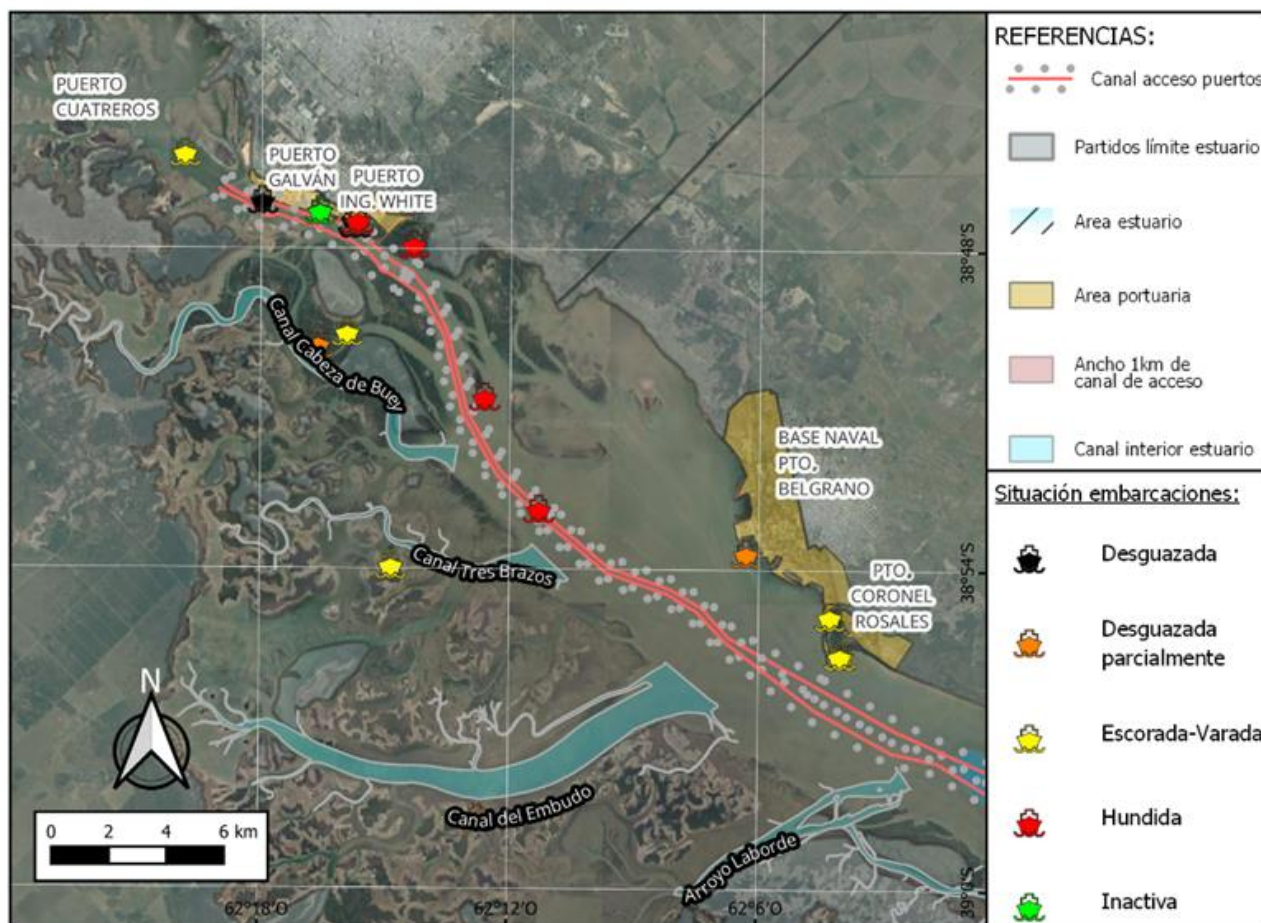 PUERTO
CUATREROS
PUERTO
GALVÁN
PUERTO
ING. WHITE
38°48'S
Canal Cabeza de Buey
BASE NAVAL
PTO.
BELGRANO
Canal Tres Brazos
38°54'S
PTO.
CORONEL
ROSALES
N
Canal del Embudo
Arroyo Laborde
0 2 4 6 km
62°18'O
62°12'O
62°6'O
39°0'S
REFERENCIAS:
Canal acceso puertos
Partidos límite estuario
Area estuario
Area portuaria
Ancho 1km de
canal de acceso
Canal interior estuario
Situación embarcaciones:
Desguazada
Desguazada
parcialmente
Escorada-Varada
Hundida
Inactiva